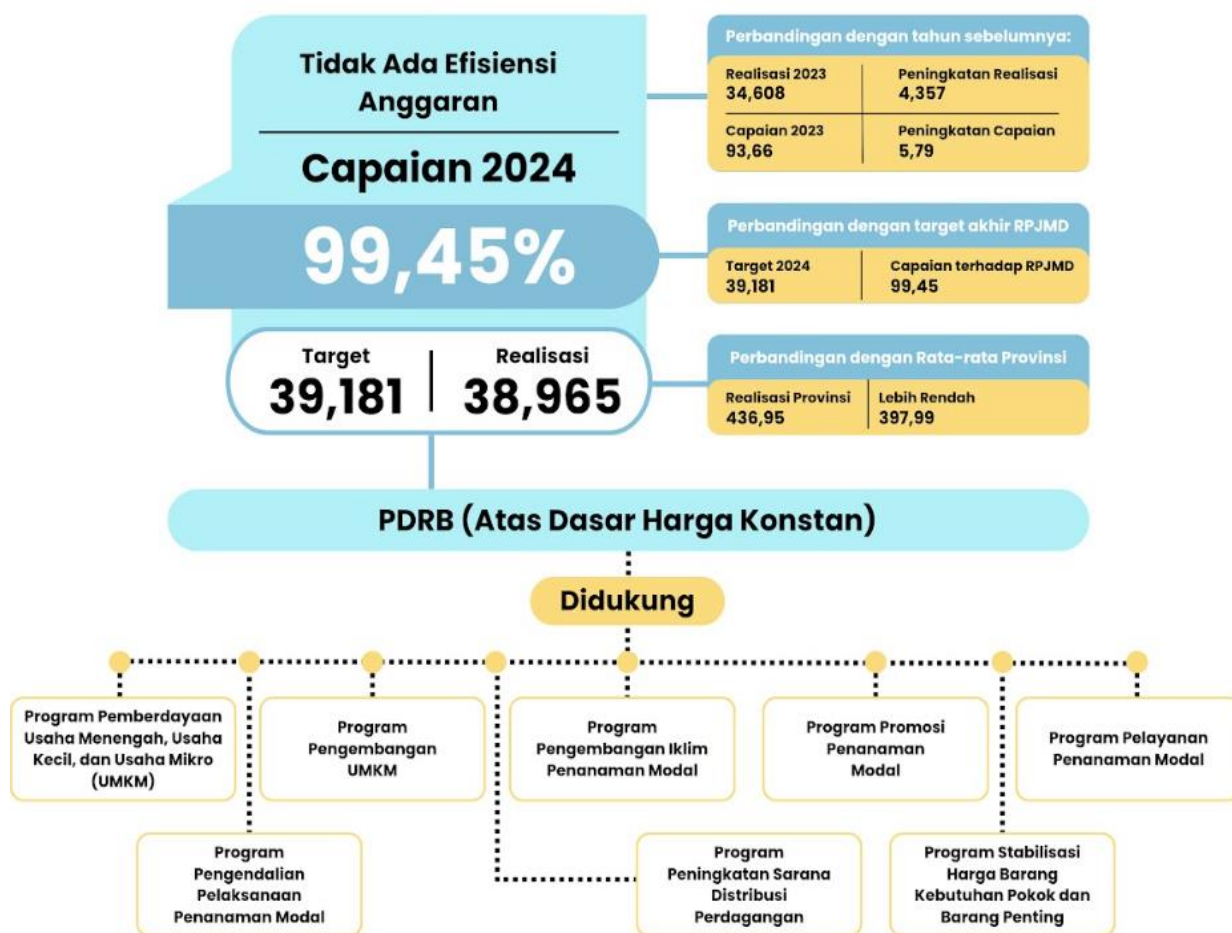 Tidak Ada Efisiensi
Anggaran
Capaian 2024
99,45%
Target
39,181
Realisasi
38,965
Perbandingan dengan tahun sebelumnya:
Realisasi 2023
34,608
Peningkatan Realisasi
4,357
Capaian 2023
93,66
Peningkatan Capaian
5,79
Perbandingan dengan target akhir RPJMD
Target 2024
39,181
Capaian terhadap RPJMD
99,45
Perbandingan dengan Rata-rata Provinsi
Realisasi Provinsi
436,95
Lebih Rendah
397,99
PDRB (Atas Dasar Harga Konstan)
Didukung
Program Pemberdayaan
Usaha Menengah, Usaha
Kecil, dan Usaha Mikro
(UMKM)
Program
Pengembangan
UMKM
Program
Pengembangan Iklim
Penanaman Modal
Program Promosi
Penanaman
Modal
Program Pelayanan
Penanaman Modal
Program
Pengendalian
Pelaksanaan
Penanaman Modal
Program
Peningkatan Sarana
Distribusi
Perdagangan
Program Stabilisasi
Harga Barang
Kebutuhan Pokok dan
Barang Penting